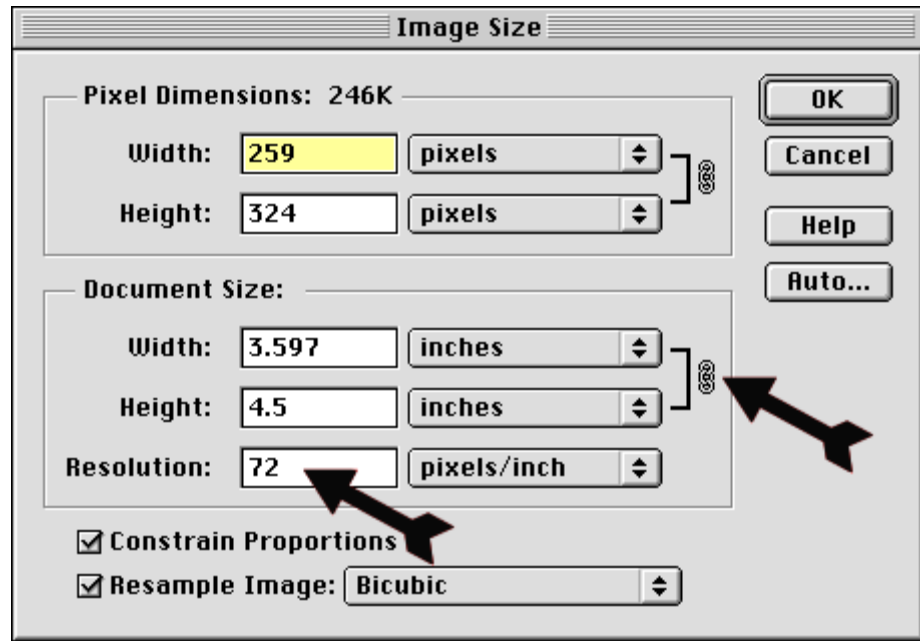 Image Size
Pixel Dimensions: 246K
OK
Width: 259 pixels
Cancel
Height: 324 pixels
Help
Auto...
Document Size:
Width: 3.597 inches
Height: 4.5 inches
Resolution: 72 pixels/inch
Constrain Proportions
Resample Image: Bicubic